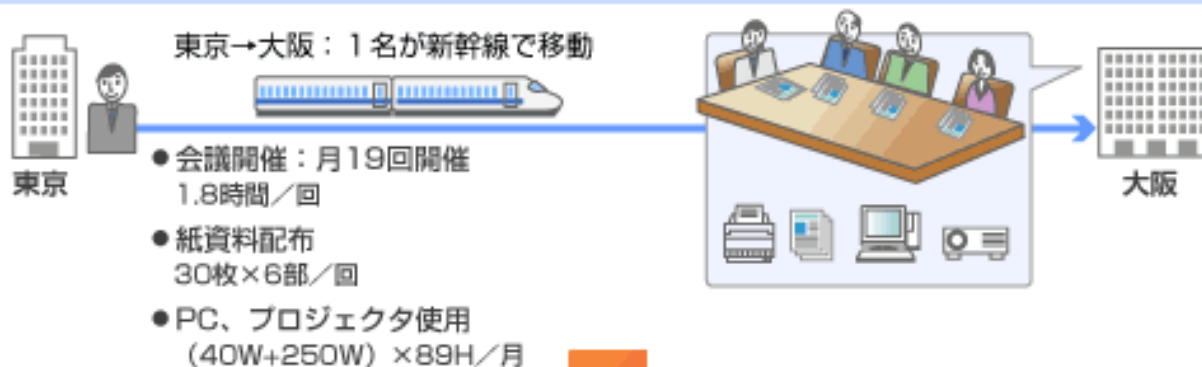 東京→大阪：１名が新幹線で移動
東京
●会議開催：月19回開催
1.8時間／回
●紙資料配布
30枚×6部／回
●PC、プロジェクタ使用
（40W+250W）×89H／月
大阪